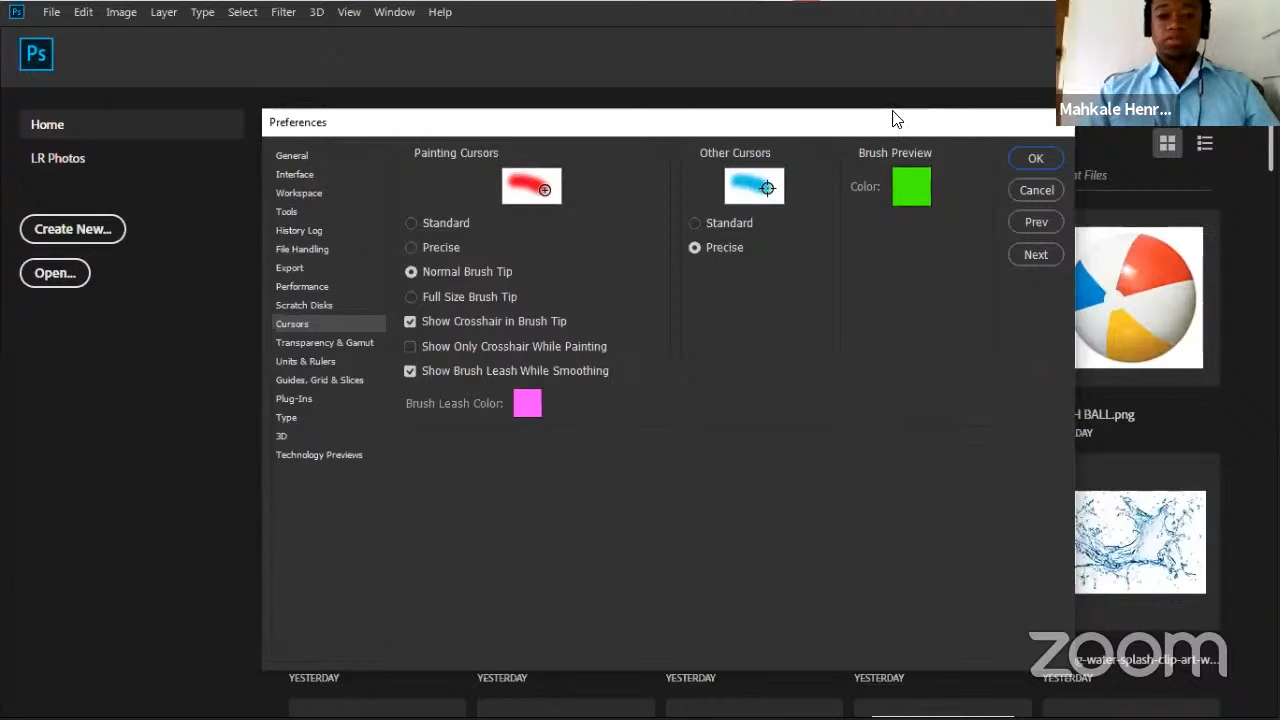 Ps File Edit Image Layer Type Select Filter 3D View Window Help
Ps
Mahkale Henr...
Home
LR Photos
Create New...
Open...
Preferences
General
Interface
Workspace
Tools
History Log
File Handling
Export
Performance
Scratch Disks
Cursors
Transparency & Gamut
Units & Rulers
Guides, Grid & Slices
Plug-Ins
Type
3D
Technology Previews
Painting Cursors
Standard
Precise
Normal Brush Tip
Full Size Brush Tip
Show Crosshair in Brush Tip
Show Only Crosshair While Painting
Show Brush Leash While Smoothing
Brush Leash Color:
Other Cursors
Standard
Precise
Brush Preview
Color:
OK
Cancel
Prev
Next
Files
BALL.png
DAY
g-water-splash-clip-art-w...
YESTERDAY YESTERDAY YESTERDAY YESTERDAY YESTERDAY
zoom